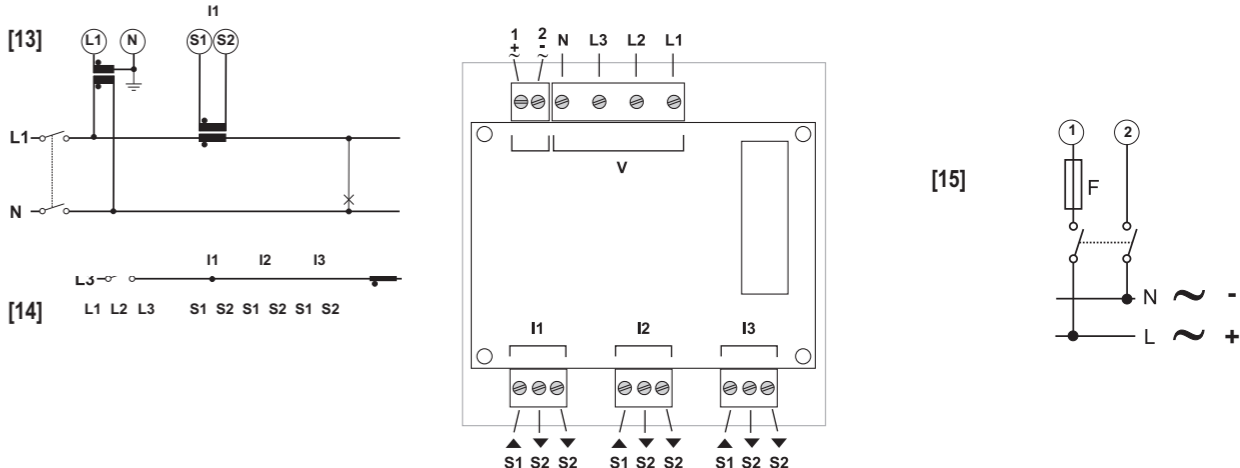 I1
[13] L1 N S1 S2
L1
N
I1 I2 I3
L3
[14] L1 L2 L3 S1 S2 S1 S2 S1 S2
1 2 N L3 L2 L1
+ -
~ ~
V
I1 I2 I3
S1 S2 S2 S1 S2 S2 S1 S2 S2
1 2
[15]
F
N ~ -
L ~ +